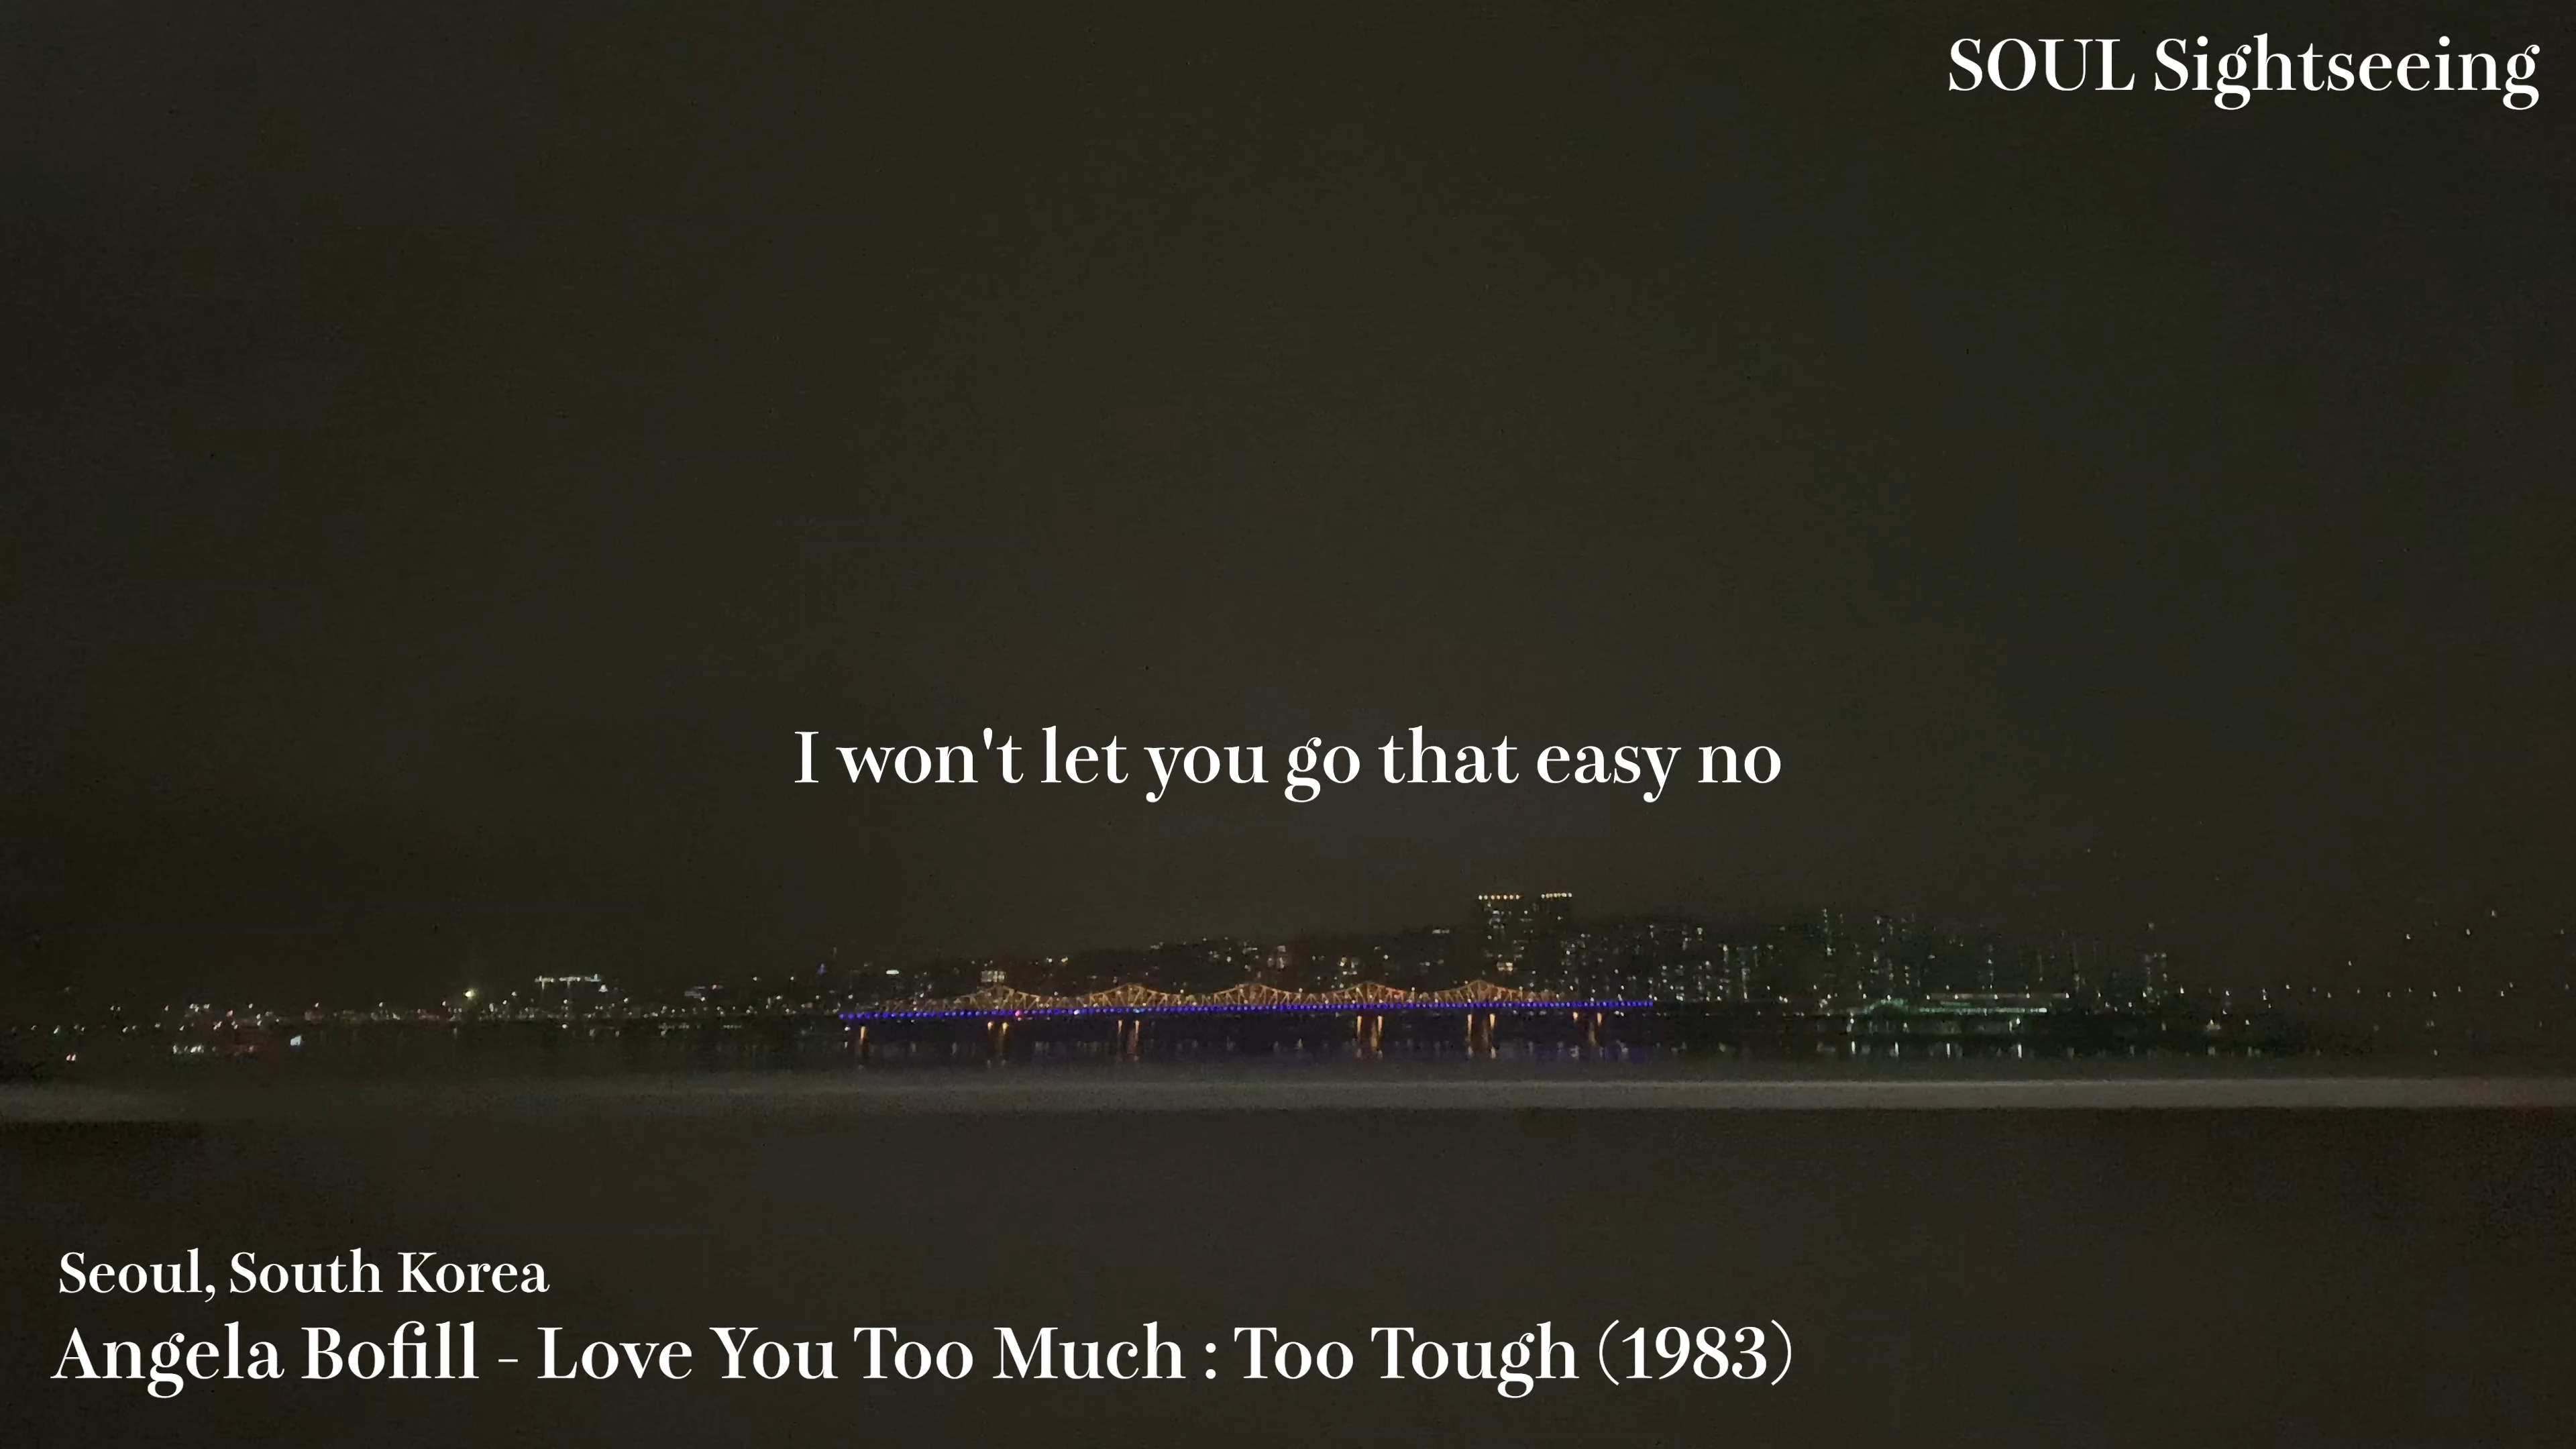 SOUL Sightseeing
I won't let you go that easy no
Seoul, South Korea
Angela Bofill - Love You Too Much : Too Tough (1983)